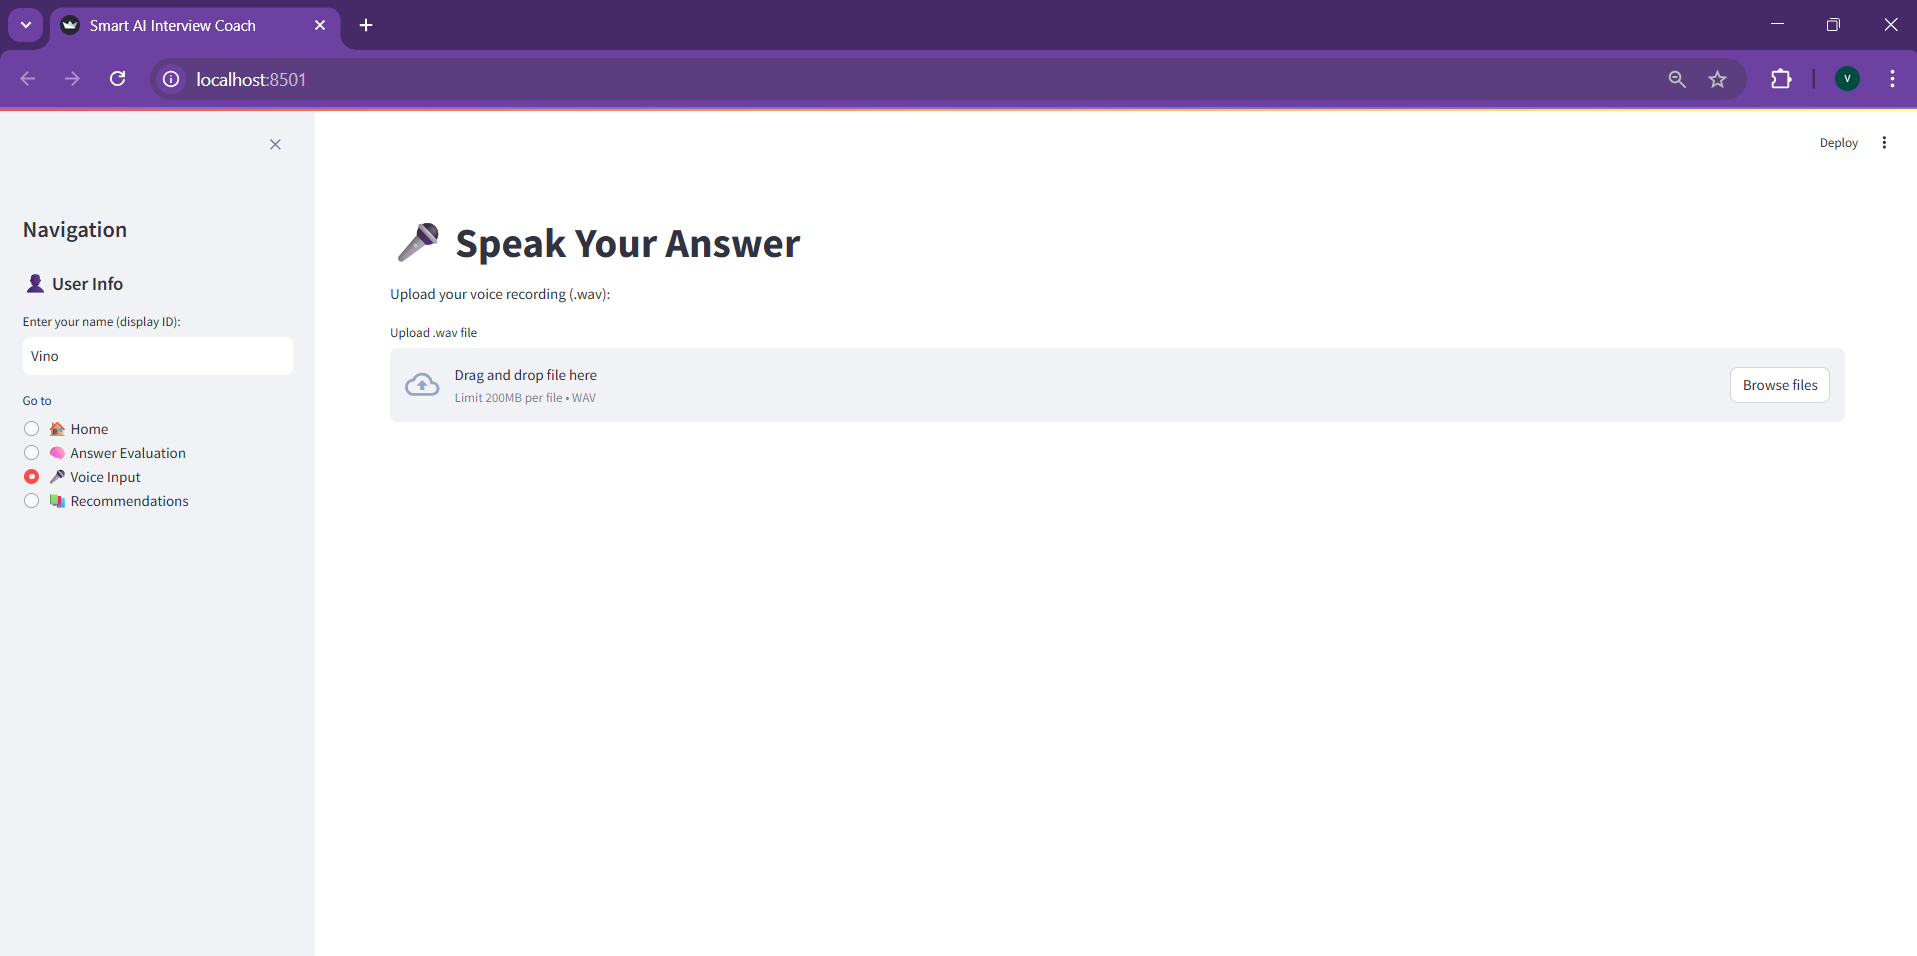 Smart AI Interview Coach
localhost:8501
V
Deploy
Navigation
👤 User Info
Enter your name (display ID):
Vino
Go to
🏠 Home
🧠 Answer Evaluation
🎤 Voice Input
📚 Recommendations
🎤 Speak Your Answer
Upload your voice recording (.wav):
Upload .wav file
Drag and drop file here
Limit 200MB per file • WAV
Browse files